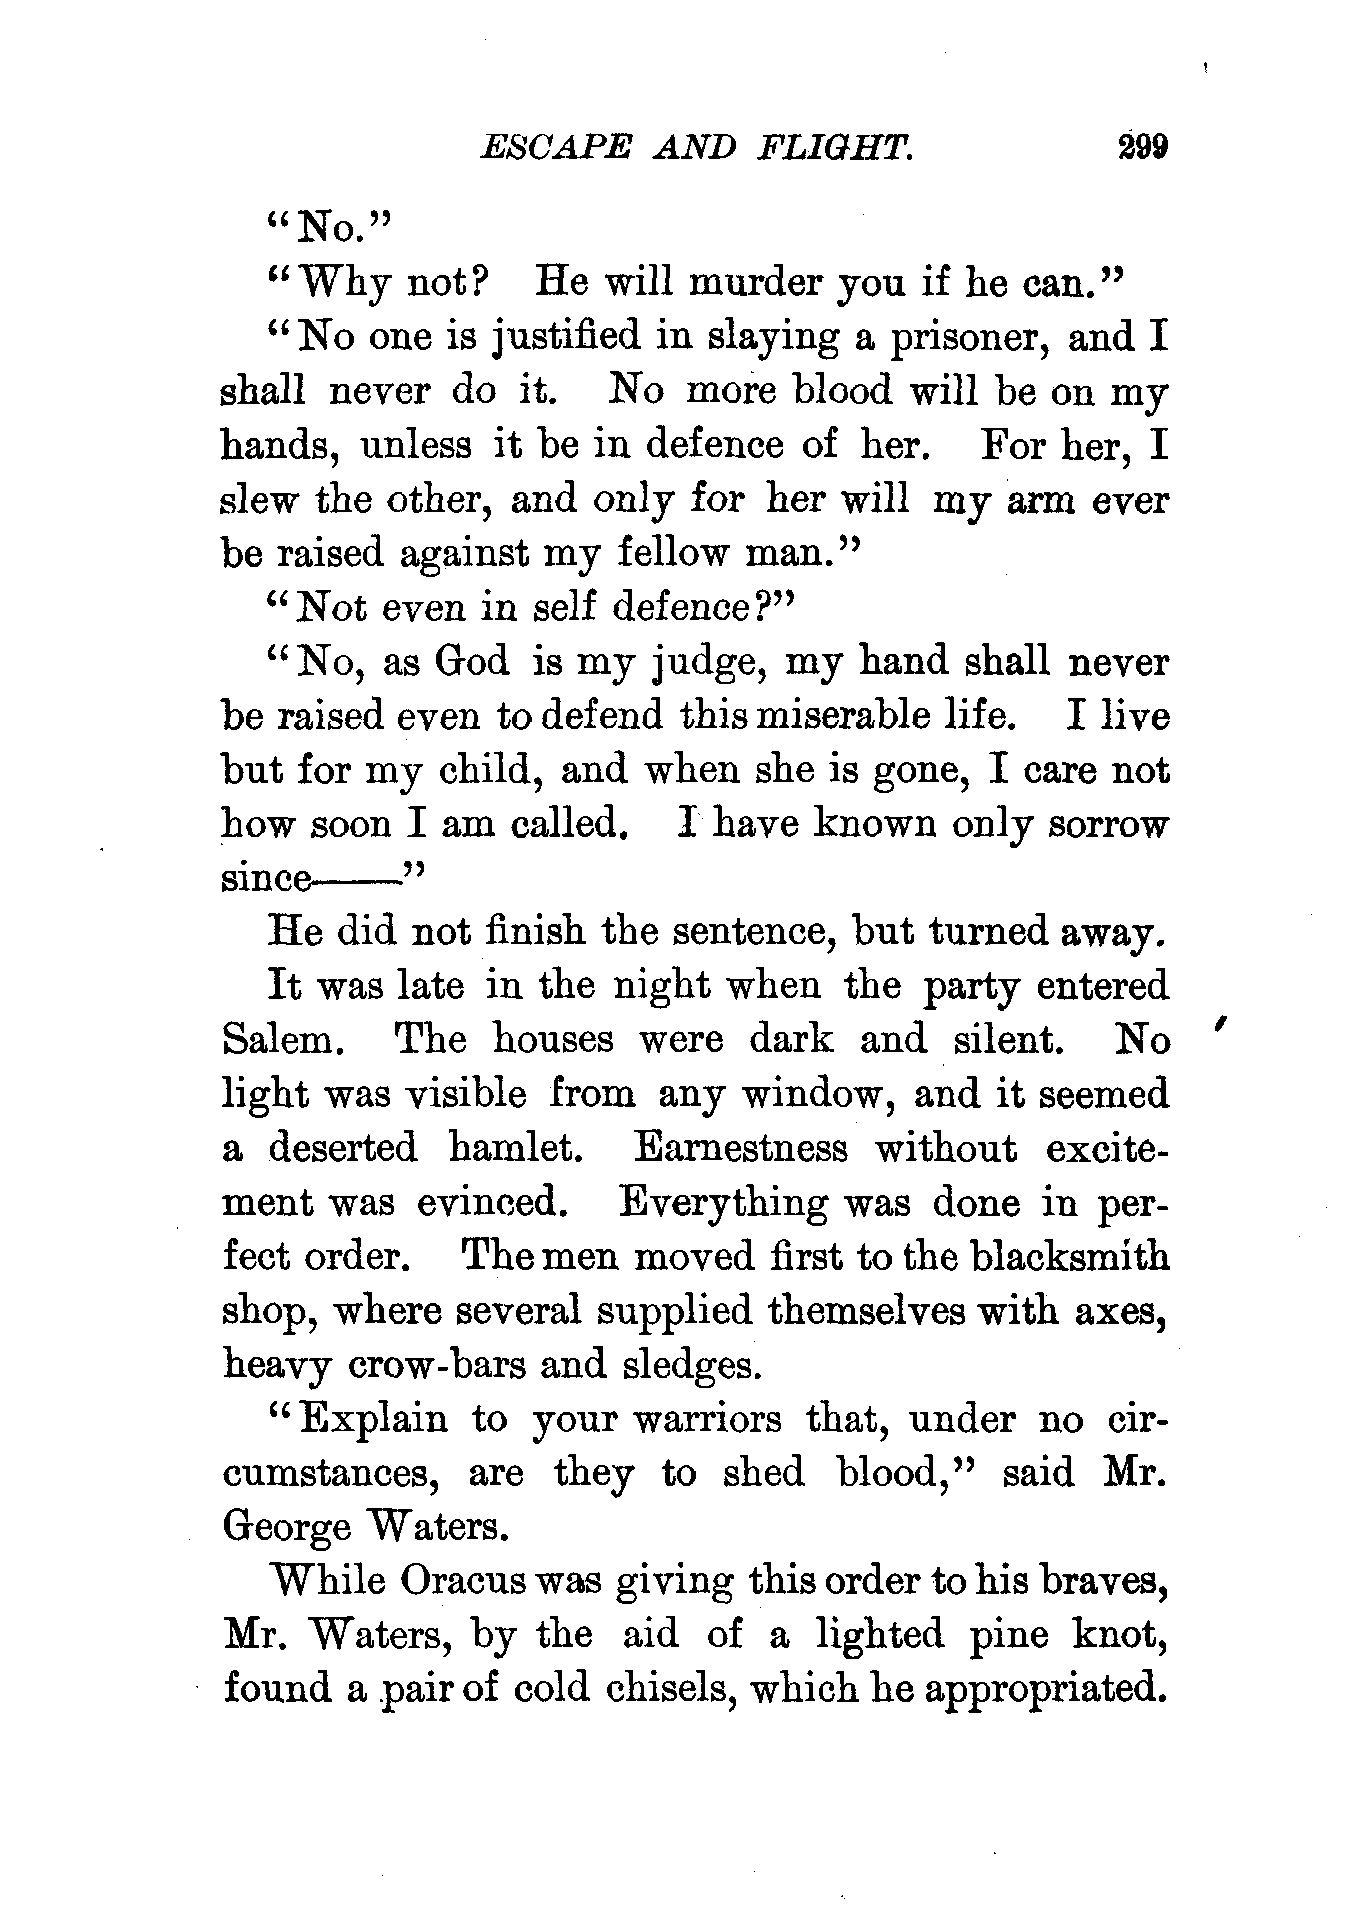 ESCAPE AND FLIGHT. 299
"No."
"Why not? He will murder you if he can."
"No one is justified in slaying a prisoner, and I
shall never do it. No more blood will be on my
hands, unless it be in defence of her. For her, I
slew the other, and only for her will my arm ever
be raised against my fellow man."
"Not even in self defence?"
"No, as God is my judge, my hand shall never
be raised even to defend this miserable life. I live
but for my child, and when she is gone, I care not
how soon I am called. I have known only sorrow
since——"
He did not finish the sentence, but turned away.
It was late in the night when the party entered
Salem. The houses were dark and silent. No
light was visible from any window, and it seemed
a deserted hamlet. Earnestness without excite-
ment was evinced. Everything was done in per-
fect order. The men moved first to the blacksmith
shop, where several supplied themselves with axes,
heavy crow-bars and sledges.
"Explain to your warriors that, under no cir-
cumstances, are they to shed blood," said Mr.
George Waters.
While Oracus was giving this order to his braves,
Mr. Waters, by the aid of a lighted pine knot,
found a pair of cold chisels, which he appropriated.